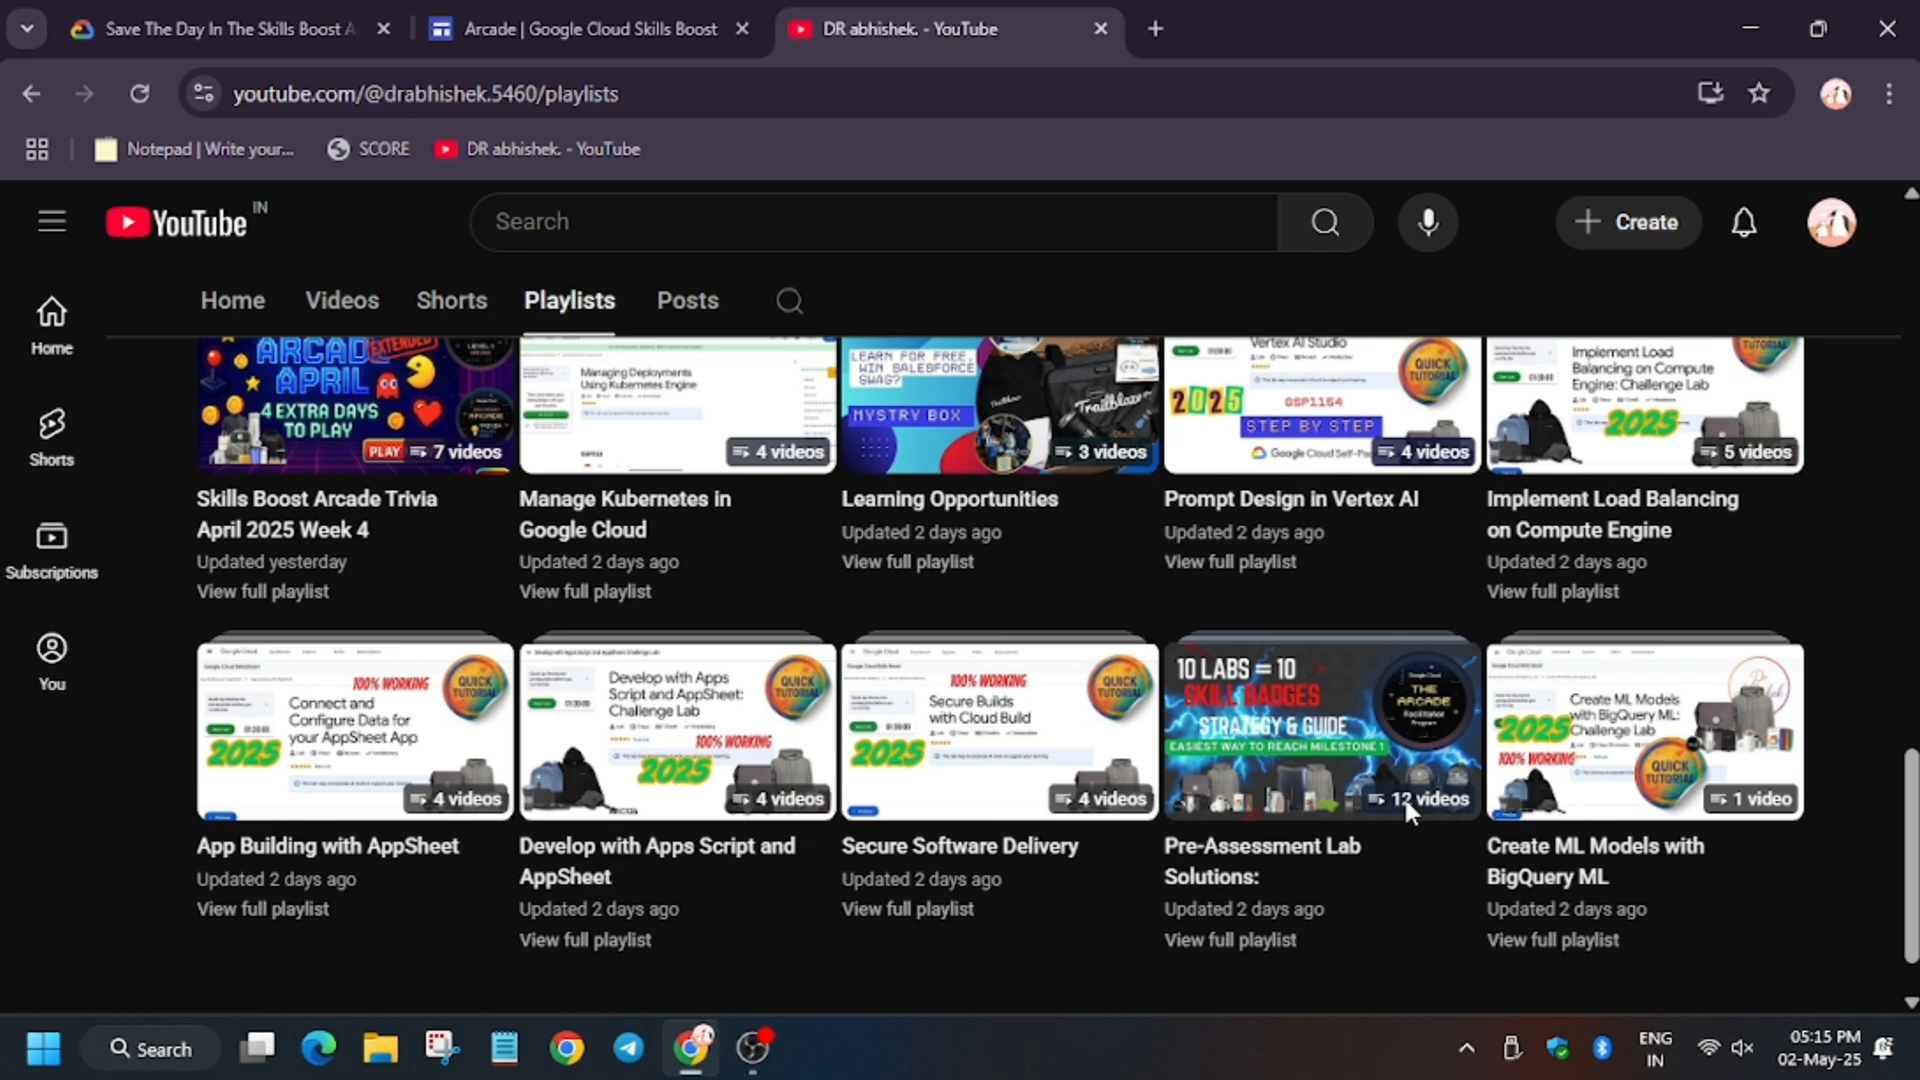 Save The Day In The Skills Boost A
Arcade | Google Cloud Skills Boost
DR abhishek. - YouTube
youtube.com/@drabhishek.5460/playlists
Notepad | Write your...
SCORE
DR abhishek. - YouTube
YouTube
IN
Search
Create
Home
Videos
Shorts
Playlists
Posts
Home
Shorts
Subscriptions
You
ARCADE
EXTENDED
APRIL
4 EXTRA DAYS
TO PLAY
PLAY
7 videos
Managing Deployments
Using Kubernetes Engine
4 videos
LEARN FOR FREE,
WIN SALESFORCE
SWAG?
MYSTRY BOX
Trailblazer
3 videos
Vertex AI Studio
QUICK
TUTORIAL
2025
GSP1154
STEP BY STEP
4 videos
Implement Load
Balancing on Compute
Engine: Challenge Lab
TUTORIAL
2025
5 videos
Skills Boost Arcade Trivia
April 2025 Week 4
Updated yesterday
View full playlist
Manage Kubernetes in
Google Cloud
Updated 2 days ago
View full playlist
Learning Opportunities
Updated 2 days ago
View full playlist
Prompt Design in Vertex AI
Updated 2 days ago
View full playlist
Implement Load Balancing
on Compute Engine
Updated 2 days ago
View full playlist
100% WORKING
QUICK
TUTORIAL
Connect and
Configure Data for
your AppSheet App
2025
4 videos
Develop with Apps
Script and AppSheet:
Challenge Lab
QUICK
TUTORIAL
100% WORKING
2025
4 videos
100% WORKING
Secure Builds
with Cloud Build
QUICK
TUTORIAL
2025
4 videos
10 LABS = 10
SKILL BADGES
STRATEGY & GUIDE
EASIEST WAY TO REACH MILESTONE 1
THE
ARCADE
Facilitator
Program
12 videos
Create ML Models
with BigQuery ML:
Challenge Lab
2025
100% WORKING
QUICK
TUTORIAL
1 video
App Building with AppSheet
Updated 2 days ago
View full playlist
Develop with Apps Script and
AppSheet
Updated 2 days ago
View full playlist
Secure Software Delivery
Updated 2 days ago
View full playlist
Pre-Assessment Lab
Solutions:
Updated 2 days ago
View full playlist
Create ML Models with
BigQuery ML
Updated 2 days ago
View full playlist
Search
ENG
IN
05:15 PM
02-May-25